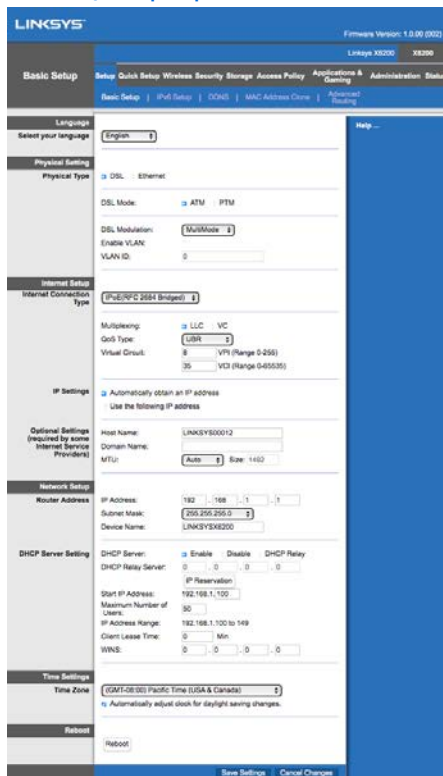 LINKSYS
Firmware Version: 1.0.00 (002)
Linksys X6200 X6200
Basic Setup
Setup Quick Setup Wireless Security Storage Access Policy Applications & Gaming Administration Status
Basic Setup | IPv6 Setup | DDNS | MAC Address Clone | Advanced Routing
Language
Help...
Select your language English
Physical Setting
Physical Type DSL Ethernet
DSL Mode: ATM PTM
DSL Modulation: MultiMode
Enable VLAN:
VLAN ID: 0
Internet Setup
Internet Connection Type IPoE(RFC 2684 Bridged)
Multiplexing: LLC VC
QoS Type: UBR
Virtual Circuit: 8 VPI (Range 0-255)
35 VCI (Range 0-65535)
IP Settings Automatically obtain an IP address
Use the following IP address
Optional Settings (required by some Internet Service Providers)
Host Name: LINKSYS00012
Domain Name:
MTU: Auto Size: 1492
Network Setup
Router Address IP Address: 192 . 168 . 1 . 1
Subnet Mask: 255.255.255.0
Device Name: LINKSYSX6200
DHCP Server Setting DHCP Server: Enable Disable DHCP Relay
DHCP Relay Server: 0 . 0 . 0 . 0
IP Reservation
Start IP Address: 192.168.1. 100
Maximum Number of Users: 50
IP Address Range: 192.168.1.100 to 149
Client Lease Time: 0 Min
WINS: 0 . 0 . 0 . 0
Time Settings
Time Zone (GMT-08:00) Pacific Time (USA & Canada)
Automatically adjust clock for daylight saving changes.
Reboot
Reboot
Save Settings Cancel Changes